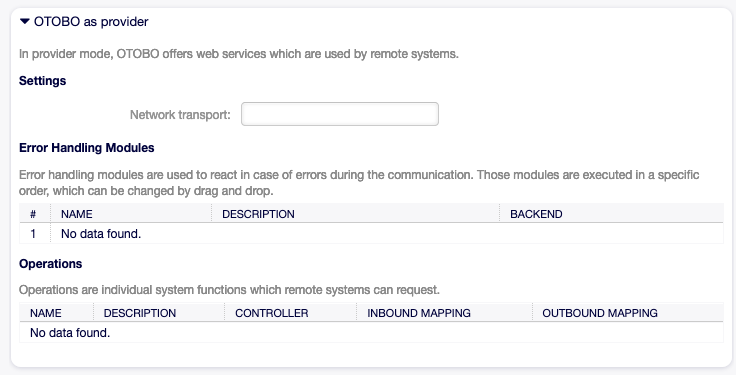 OTOBO as provider
In provider mode, OTOBO offers web services which are used by remote systems.
Settings
Network transport:
Error Handling Modules
Error handling modules are used to react in case of errors during the communication. Those modules are executed in a specific
order, which can be changed by drag and drop.
# NAME DESCRIPTION BACKEND
1 No data found.
Operations
Operations are individual system functions which remote systems can request.
NAME DESCRIPTION CONTROLLER INBOUND MAPPING OUTBOUND MAPPING
No data found.